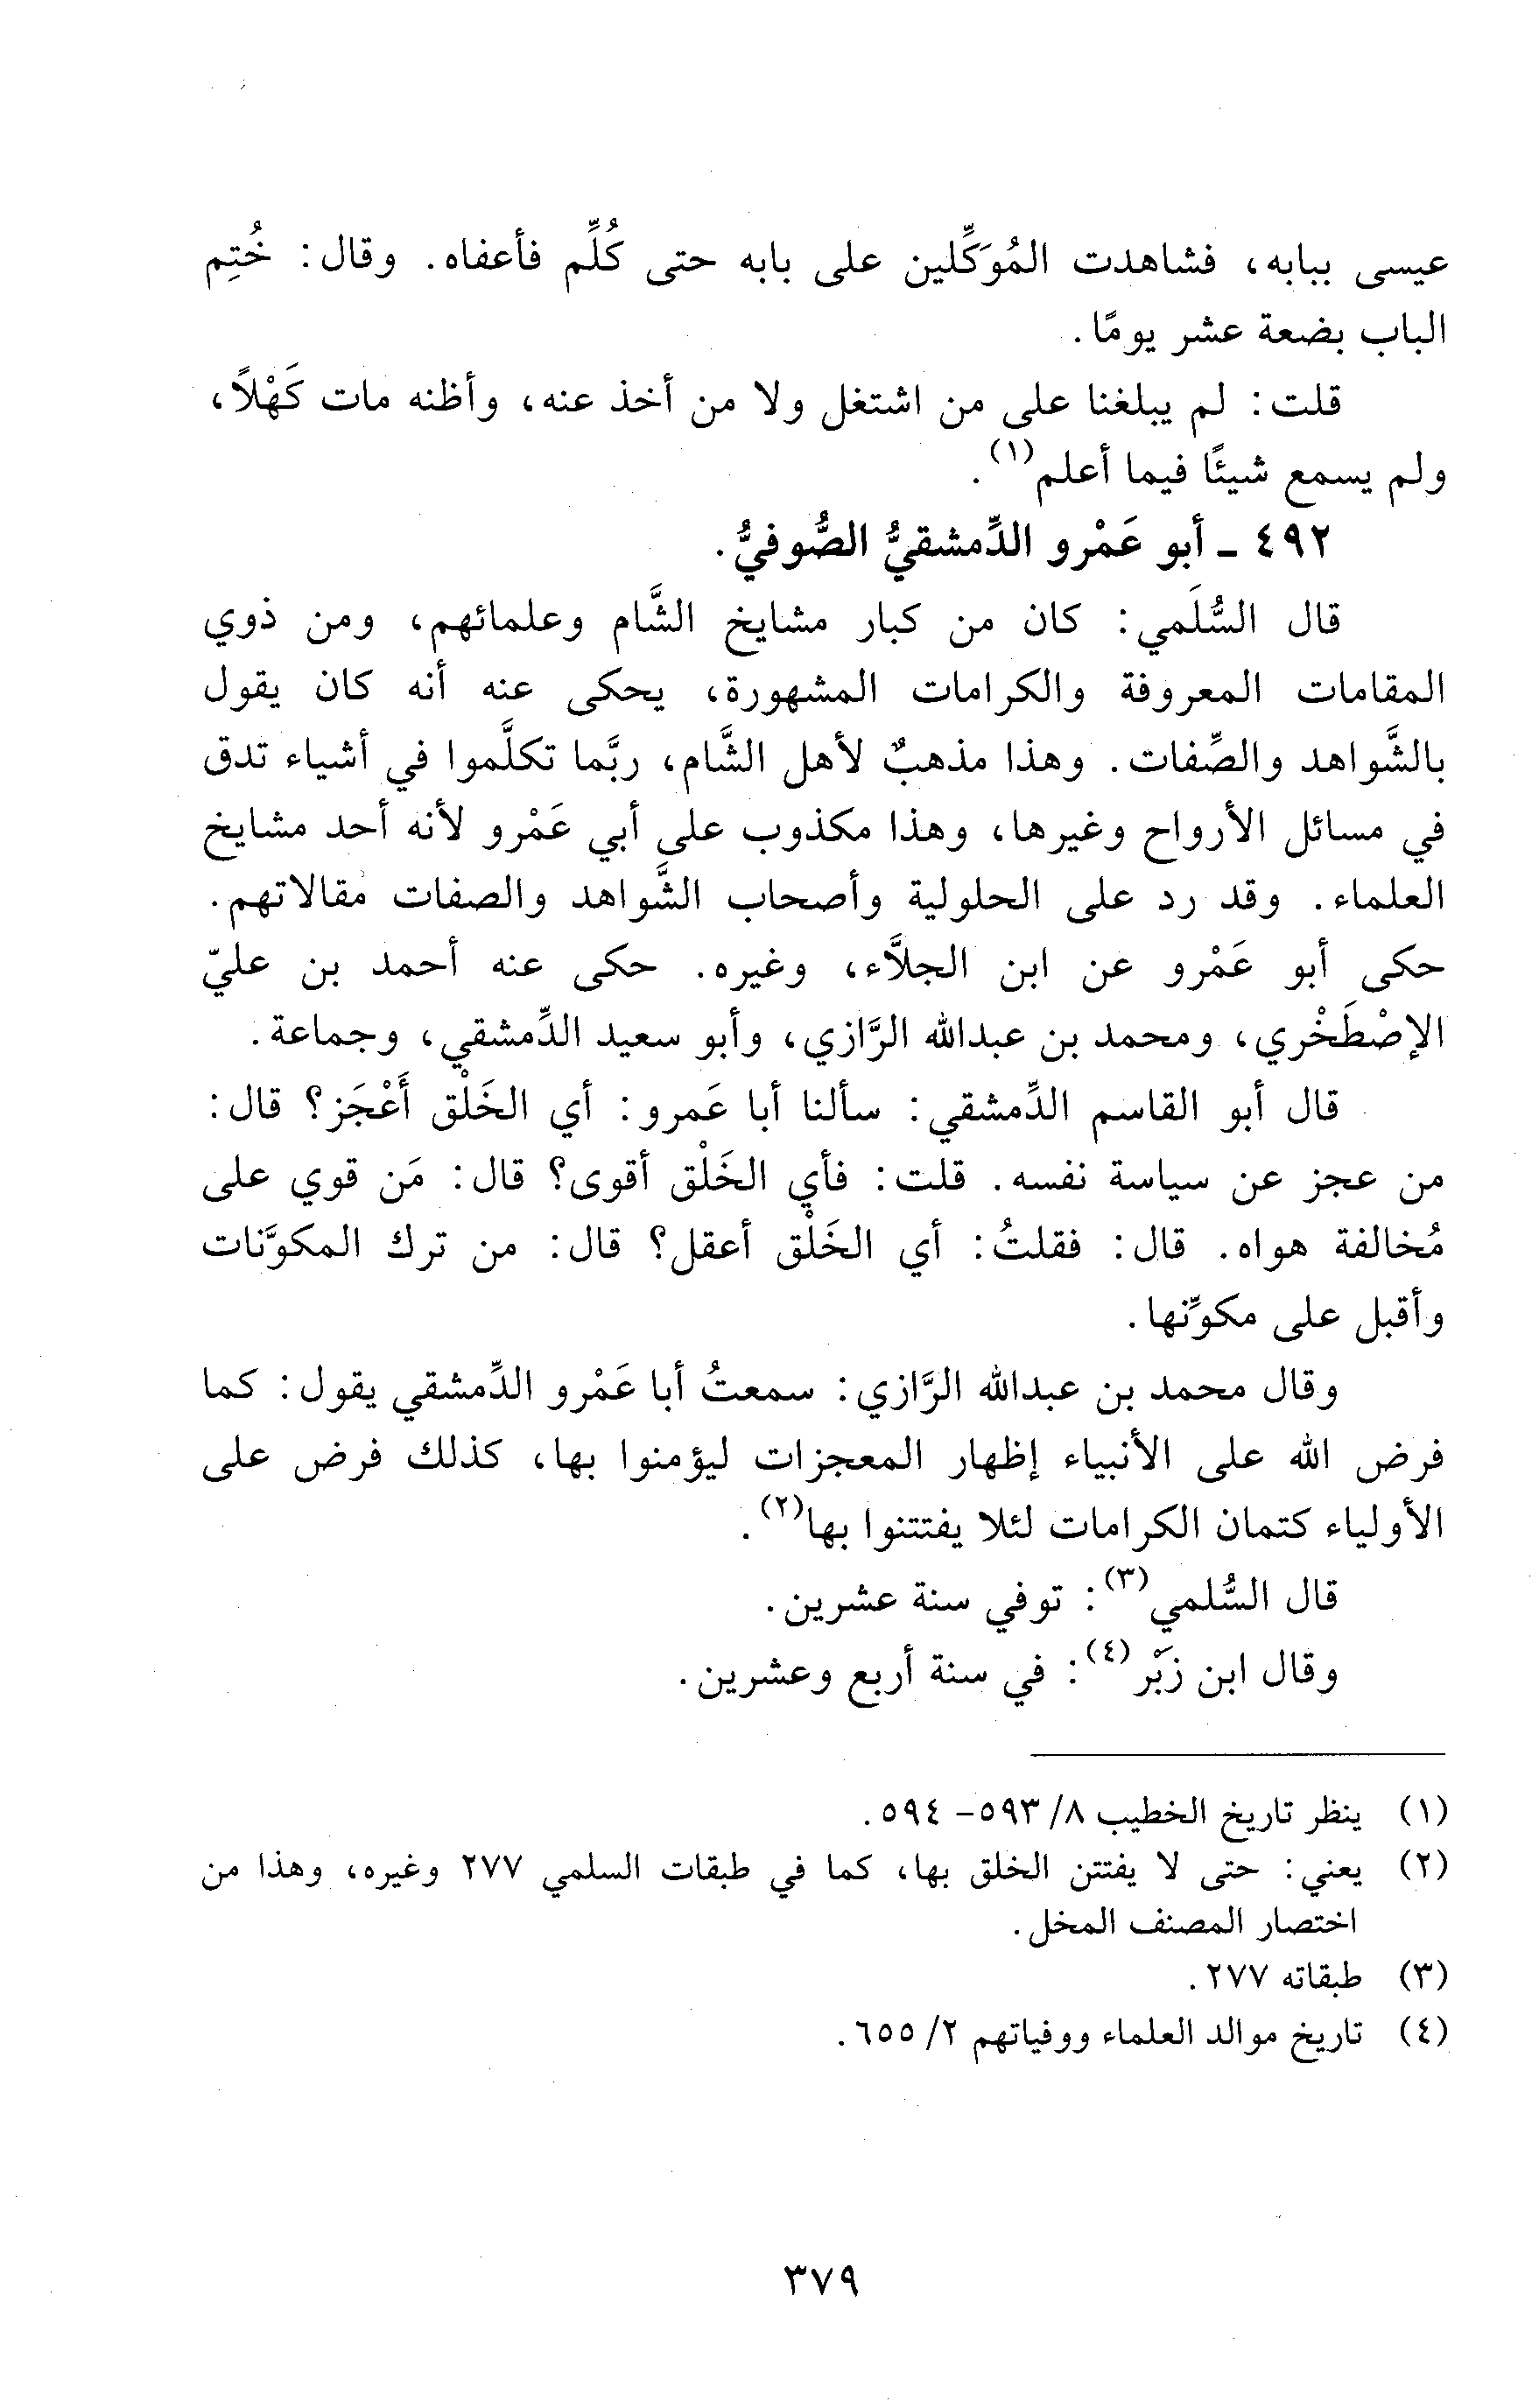 عيسى ببابه، فشاهدت المُوَكِّلين على بابه حتى كُلِّم فأعفاه. وقال: خُتِم
الباب بضعة عشر يومًا.
قلت: لم يبلغنا على من اشتغل ولا من أخذ عنه، وأظنه مات كَهْلاً،
ولم يسمع شيئًا فيما أعلم(١).
٤٩٢ - أبو عَمْرو الدِّمشقيُّ الصُّوفيُّ.
قال السُّلَمي: كان من كبار مشايخ الشَّام وعلمائهم، ومن ذوي
المقامات المعروفة والكرامات المشهورة، يحكى عنه أنه كان يقول
بالشَّواهد والصِّفات. وهذا مذهبٌ لأهل الشَّام، ربَّما تكلَّموا في أشياء تدق
في مسائل الأرواح وغيرها، وهذا مكذوب على أبي عَمْرو لأنه أحد مشايخ
العلماء. وقد رد على الحلولية وأصحاب الشَّواهد والصفات مقالاتهم.
حكى أبو عَمْرو عن ابن الجلاَّء، وغيره. حكى عنه أحمد بن عليّ
الإصْطَخْري، ومحمد بن عبدالله الرَّازي، وأبو سعيد الدِّمشقي، وجماعة.
قال أبو القاسم الدِّمشقي: سألنا أبا عَمرو: أي الخَلْق أَعْجَز؟ قال:
من عجز عن سياسة نفسه. قلت: فأي الخَلْق أقوى؟ قال: مَن قوي على
مُخالفة هواه. قال: فقلتُ: أي الخَلْق أعقل؟ قال: من ترك المكوَّنات
وأقبل على مكوِّنها.
وقال محمد بن عبدالله الرَّازي: سمعتُ أبا عَمْرو الدِّمشقي يقول: كما
فرض الله على الأنبياء إظهار المعجزات ليؤمنوا بها، كذلك فرض على
الأولياء كتمان الكرامات لئلا يفتتنوا بها(٢).
قال السُّلمي(٣): توفي سنة عشرين.
وقال ابن زَبْر(٤): في سنة أربع وعشرين.
(١) ينظر تاريخ الخطيب ٨/ ٥٩٣- ٥٩٤.
(٢) يعني: حتى لا يفتتن الخلق بها، كما في طبقات السلمي ٢٧٧ وغيره، وهذا من
اختصار المصنف المخل.
(٣) طبقاته ٢٧٧.
(٤) تاريخ موالد العلماء ووفياتهم ٢/ ٦٥٥.
٣٧٩